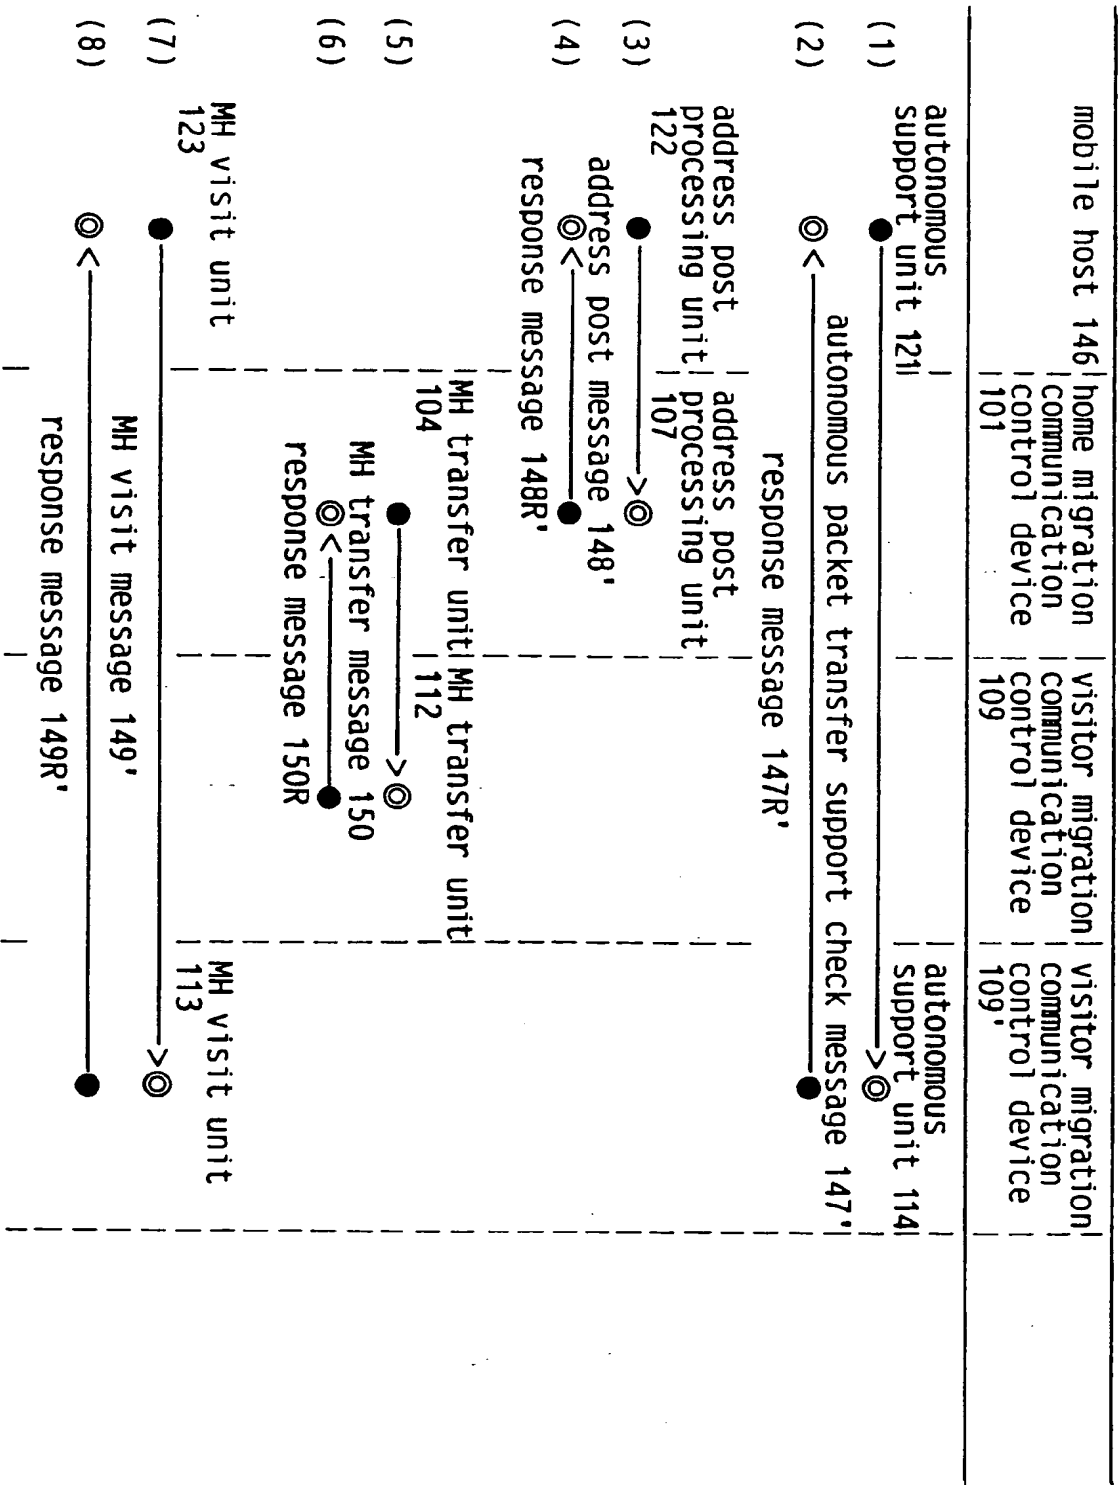 mobile host 146
home migration
communication
control device
101
visitor migration
communication
control device
109
visitor migration
communication
control device
109'
autonomous
support unit 121
autonomous
support unit 114
(1)
autonomous packet transfer support check message 147'
(2)
response message 147R'
address post
processing unit
122
address post
processing unit
107
(3)
address post message 148'
(4)
response message 148R'
MH transfer unit
104
MH transfer unit
112
(5)
MH transfer message 150
(6)
response message 150R
MH visit unit
123
MH visit unit
113
(7)
MH visit message 149'
(8)
response message 149R'